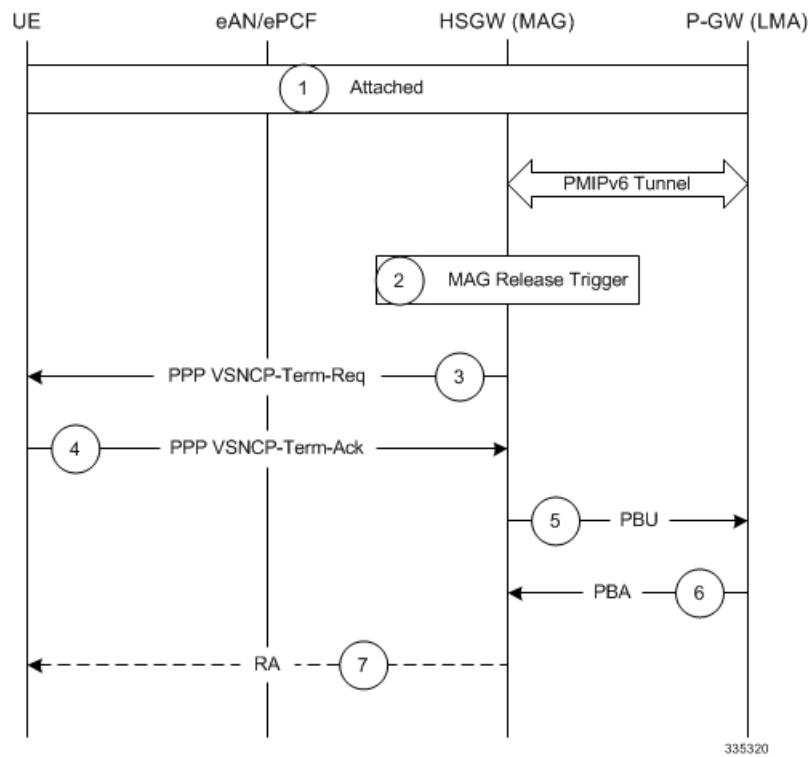 UE eAN/ePCF HSGW (MAG) P-GW (LMA)
1 Attached
PMIPv6 Tunnel
2 MAG Release Trigger
PPP VSNCP-Term-Req 3
4 PPP VSNCP-Term-Ack
5 PBU
PBA 6
RA 7
335320